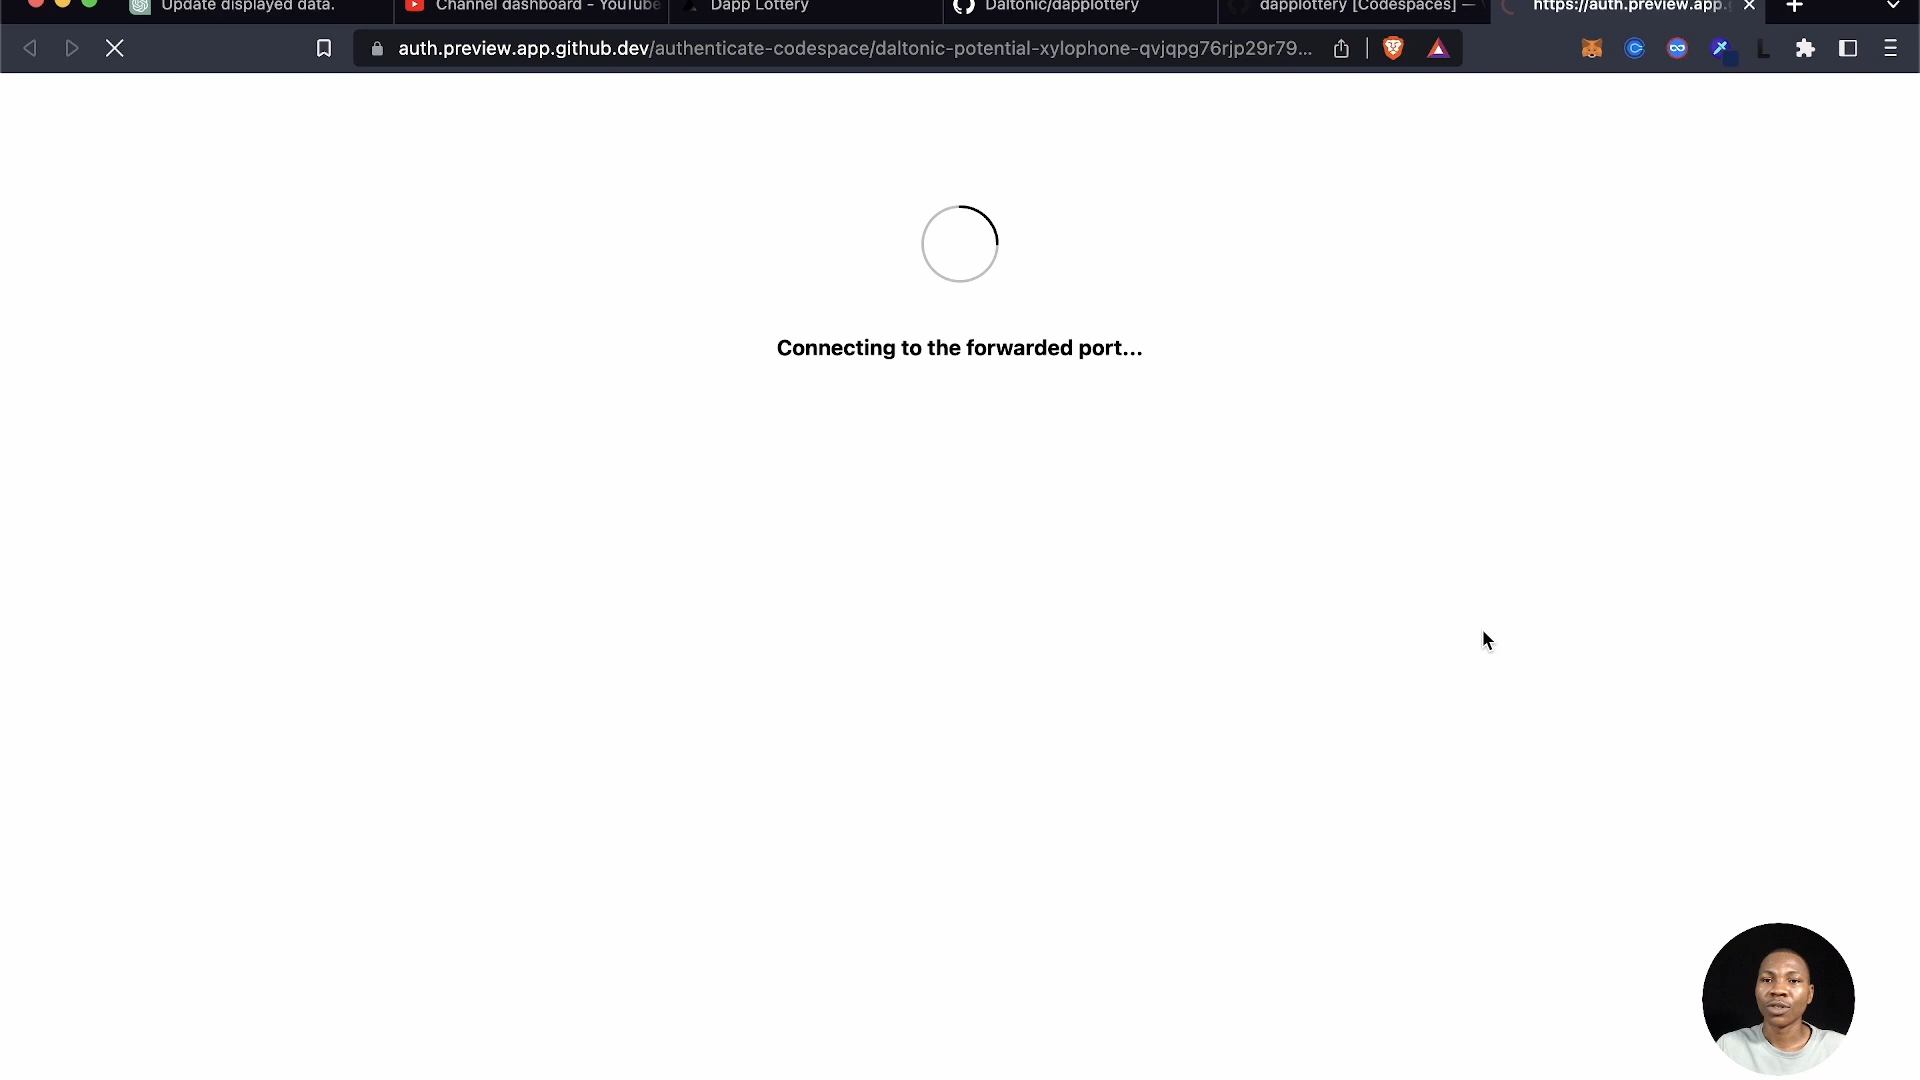 Update displayed data.
Channel dashboard - YouTube
Dapp Lottery
Daltonic/dapplottery
dapplottery [Codespaces] —
https://auth.preview.app.
auth.preview.app.github.dev/authenticate-codespace/daltonic-potential-xylophone-qvjqpg76rjp29r79...
Connecting to the forwarded port...